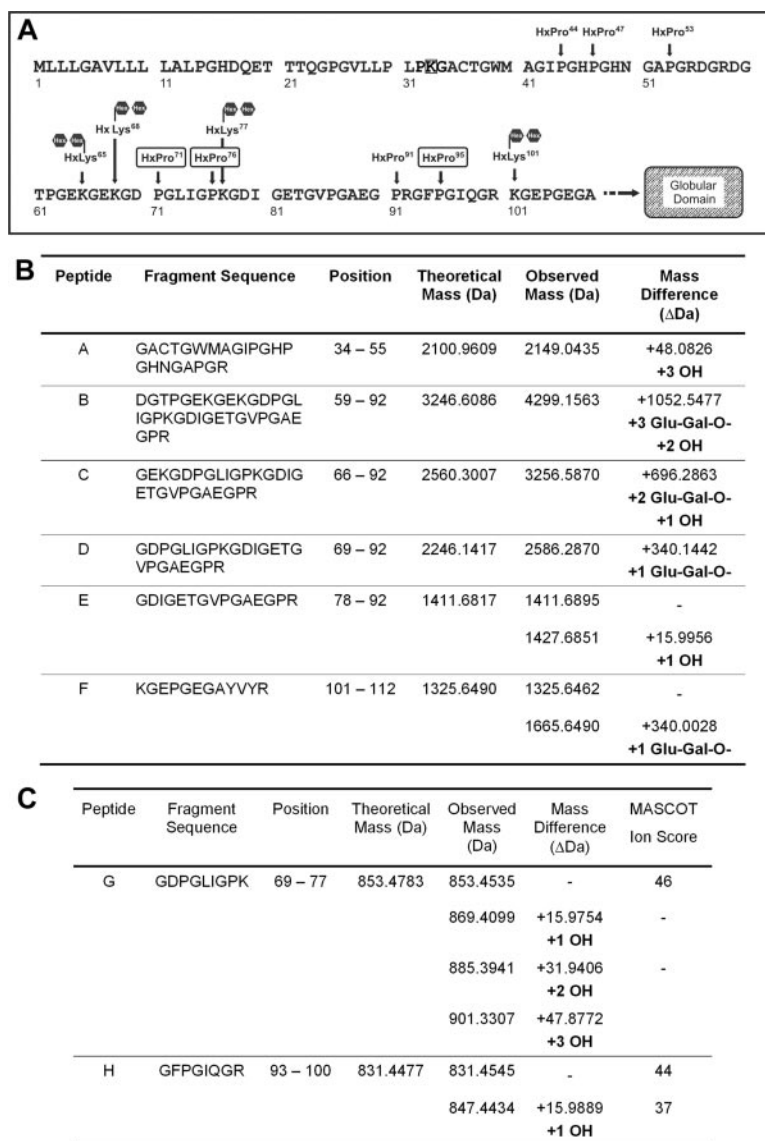 A
HxPro44 HxPro47 HxPro53
MLLLGAVLLL LALPGHDQET TTQGPGVLLP LPKGACTGWM AGIPGHPGHN GAPGRDGRDG
1 11 21 31 41 51
Hex Hex Hex Hex Hex
Hex Hex HxLys68 HxLys77 Hex
HxLys65 HxPro71 HxPro76 HxPro91 HxPro95 HxLys101
TPGEKGEKGD PGLIGPKGDI GETGVPGAEG PRGFPGIQGR KGEPGEGA
61 71 81 91 101
Globular
Domain
B
Peptide Fragment Sequence Position Theoretical Observed Mass
Mass (Da) Mass (Da) Difference
(ΔDa)
A GACTGWMAGIPGHP 34 – 55 2100.9609 2149.0435 +48.0826
GHNGAPGR +3 OH
B DGTPGEKGEKGDPGL 59 – 92 3246.6086 4299.1563 +1052.5477
IGPKGDIGETGVPGAE +3 Glu-Gal-O-
GPR +2 OH
C GEKGDPGLIGPKGDIG 66 – 92 2560.3007 3256.5870 +696.2863
ETGVPGAEGPR +2 Glu-Gal-O-
+1 OH
D GDPGLIGPKGDIGETG 69 – 92 2246.1417 2586.2870 +340.1442
VPGAEGPR +1 Glu-Gal-O-
E GDIGETGVPGAEGPR 78 – 92 1411.6817 1411.6895 -
1427.6851 +15.9956
+1 OH
F KGEPGEGAYVYR 101 – 112 1325.6490 1325.6462 -
1665.6490 +340.0028
+1 Glu-Gal-O-
C
Peptide Fragment Position Theoretical Observed Mass MASCOT
Sequence Mass (Da) Mass Difference Ion Score
(Da) (ΔDa)
G GDPGLIGPK 69 – 77 853.4783 853.4535 - 46
869.4099 +15.9754 -
+1 OH
885.3941 +31.9406 -
+2 OH
901.3307 +47.8772
+3 OH
H GFPGIQGR 93 – 100 831.4477 831.4545 - 44
847.4434 +15.9889 37
+1 OH